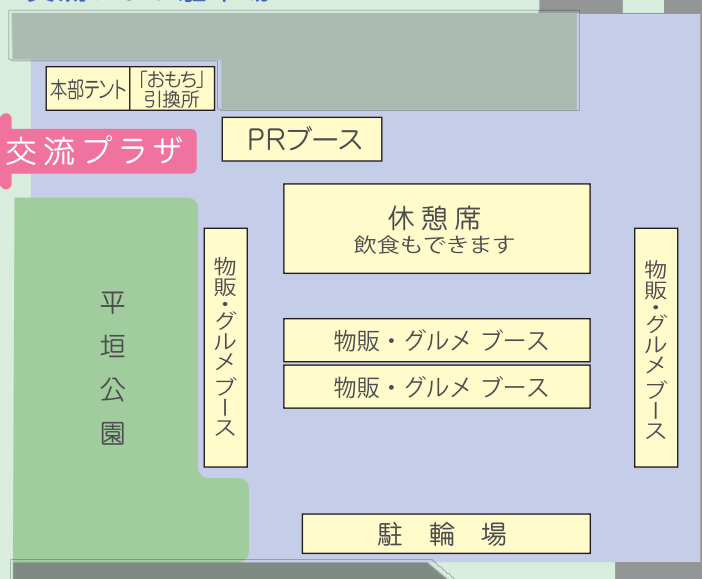 本部テント
「おもち」
引換所
PRブース
交流プラザ
休憩席
飲食もできます
物販・グルメ ブース
物販・グルメ ブース
物販・グルメ ブース
物販・グルメ ブース
平垣公園
駐輪場